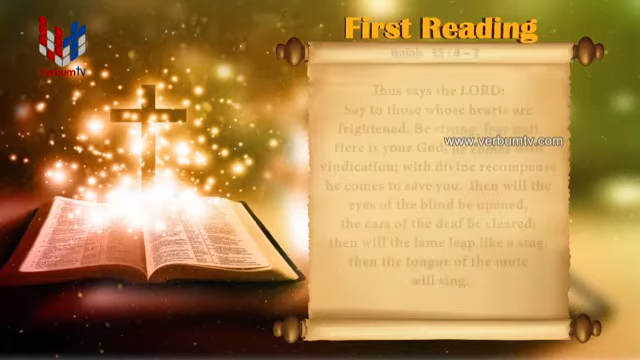 verbumtv
First Reading
Isaiah 35:4-7
Thus says the LORD:
Say to those whose hearts are
frightened: Be strong, fear not!
Here is your God, he comes with
www.verbumtv.com
vindication; with divine recompense
he comes to save you. Then will the
eyes of the blind be opened,
the ears of the deaf be cleared;
then will the lame leap like a stag,
then the tongue of the mute
will sing.